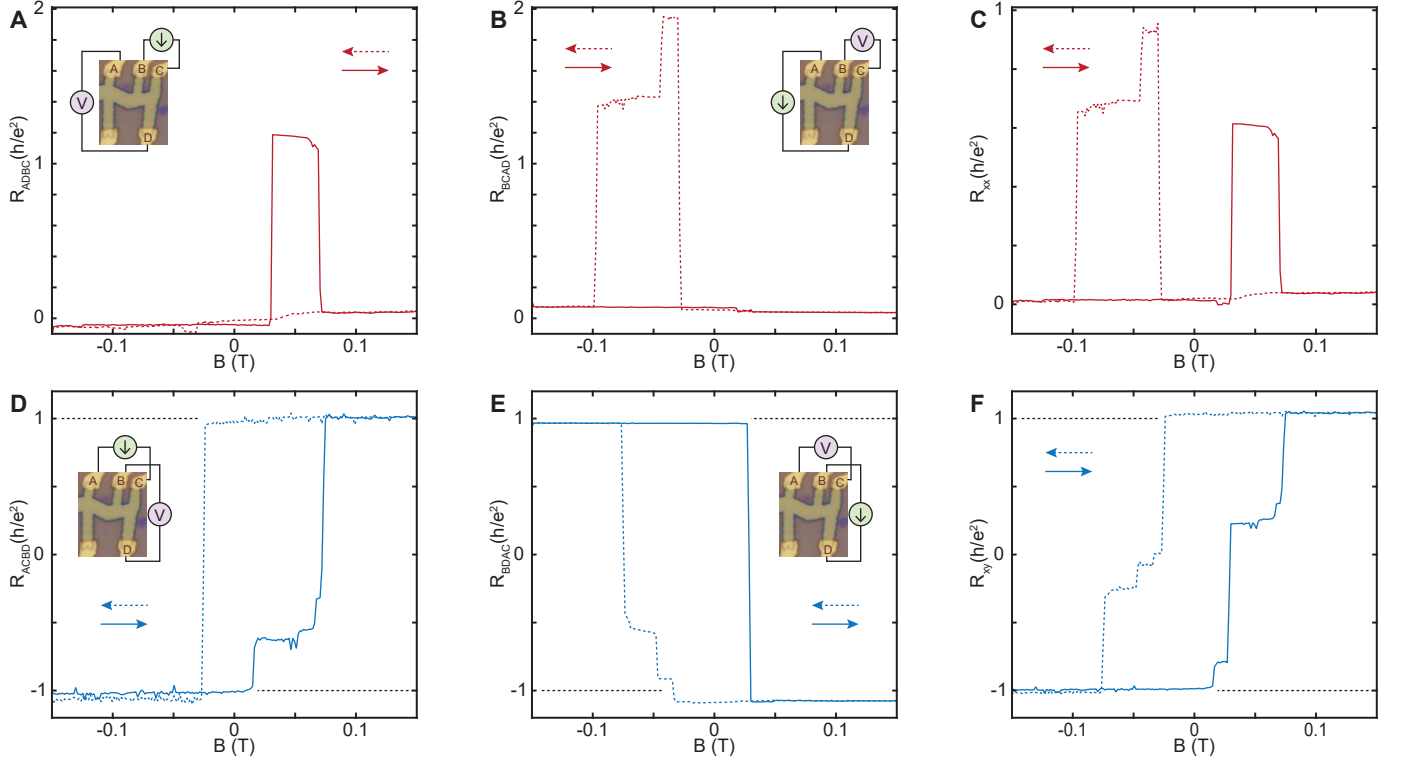 A
2
1
0
R_ADBC(h/e²)
V
A
B
C
D
-0.1
0
0.1
B (T)
B
2
1
0
R_BCAD(h/e²)
V
A
B
C
D
-0.1
0
0.1
B (T)
C
1
0
R_xx(h/e²)
-0.1
0
0.1
B (T)
D
1
0
-1
R_ACBD(h/e²)
A
B
C
V
D
-0.1
0
0.1
B (T)
E
1
0
-1
R_BDAC(h/e²)
V
A
B
C
D
-0.1
0
0.1
B (T)
F
1
0
-1
R_xy(h/e²)
-0.1
0
0.1
B (T)